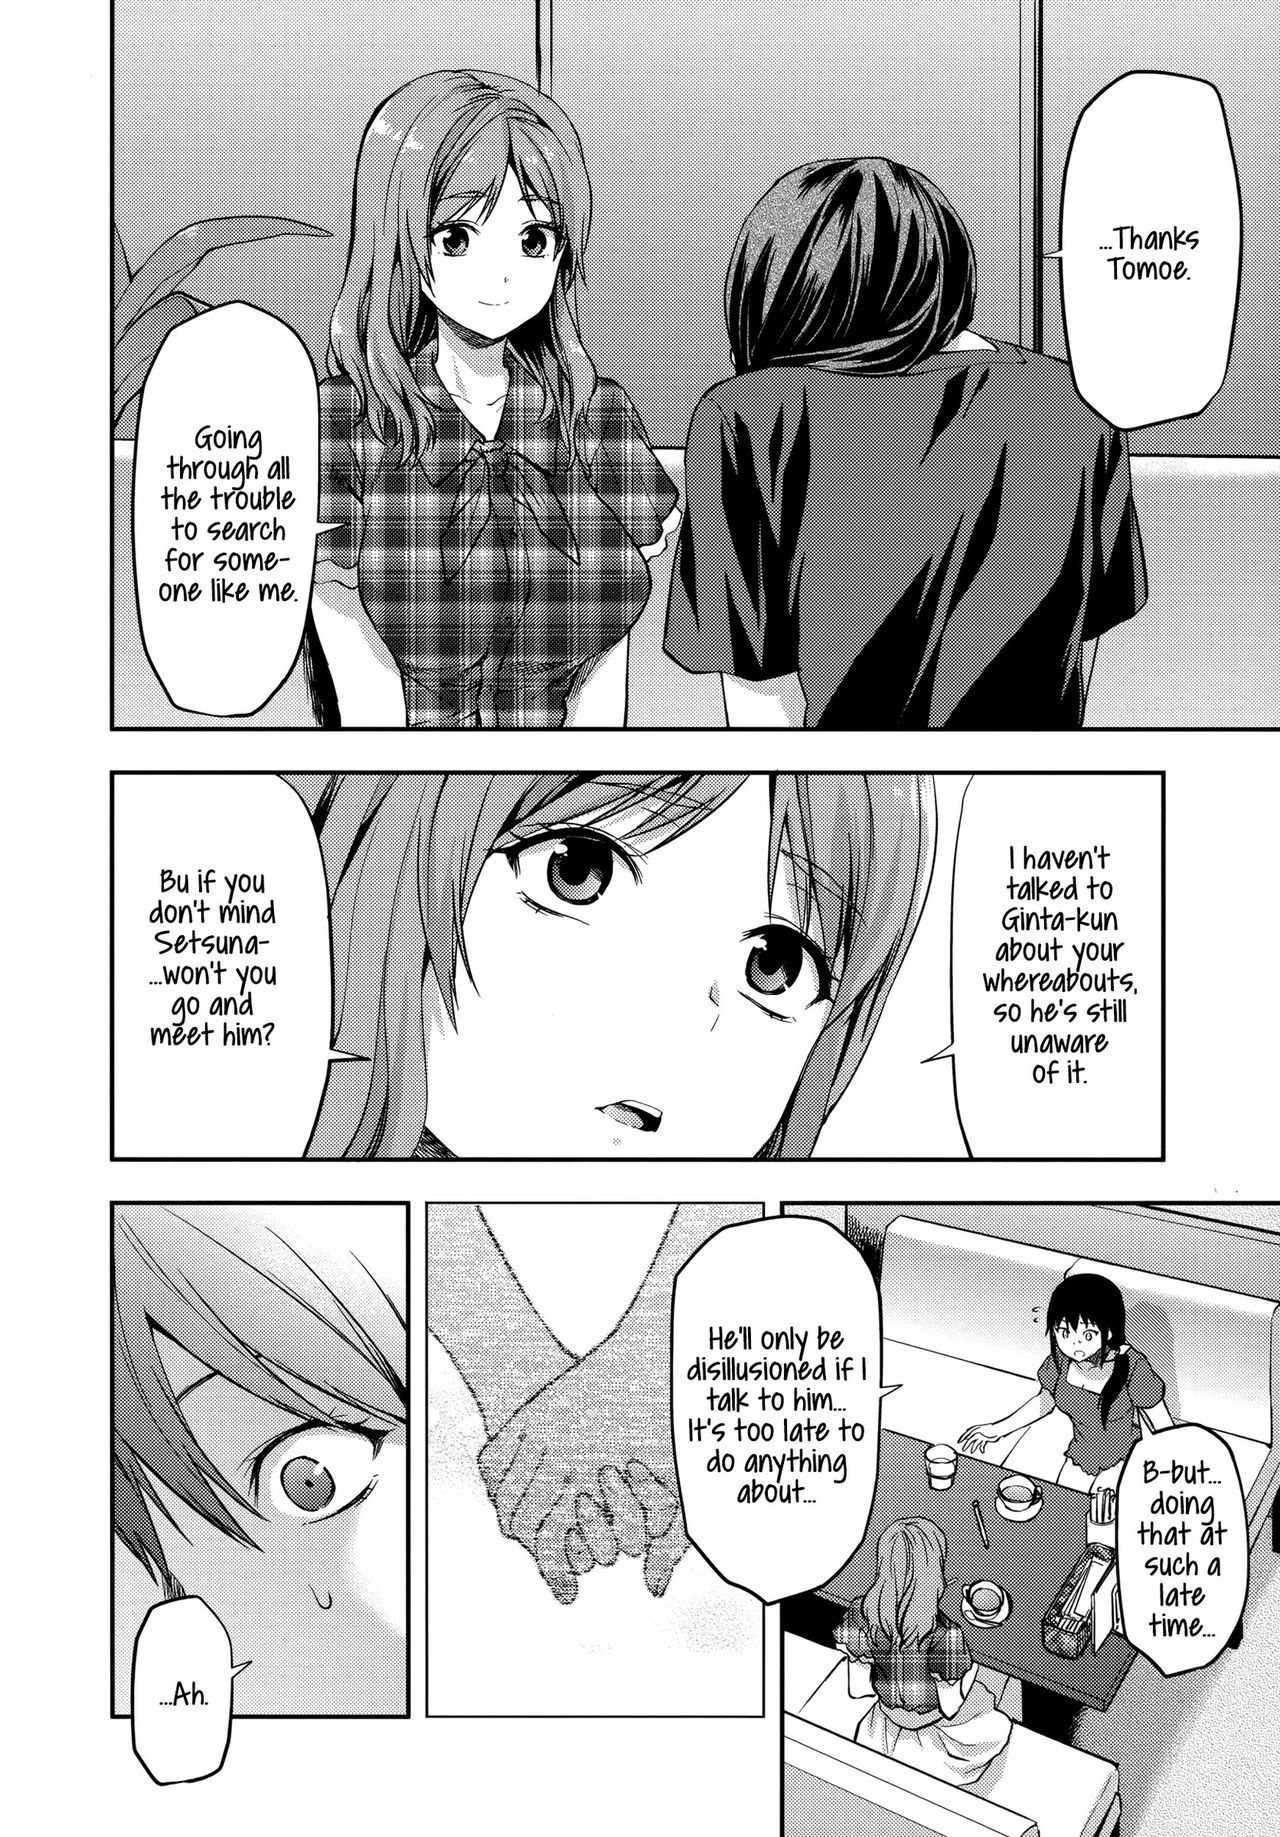 ...Thanks
Tomoe.
Going
through all
the trouble
to search
for some-
one like me.
I haven't
talked to
Ginta-kun
about your
whereabouts,
so he's still
unaware
of it.
Bu if you
don't mind
Setsuna-
...won't you
go and
meet him?
B-but...
doing
that at
such a
late
time...
He'll only be
disillusioned if I
talk to him...
It's too late to
do anything
about...
...Ah.